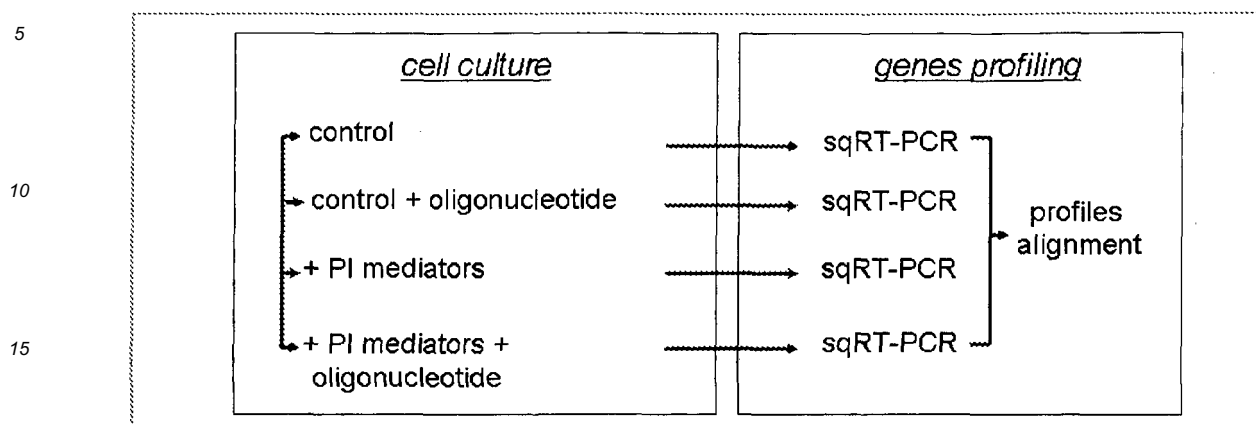 5
cell culture
genes profiling
control
sqRT-PCR
10
control + oligonucleotide
sqRT-PCR
profiles
alignment
+ PI mediators
sqRT-PCR
15
+ PI mediators +
oligonucleotide
sqRT-PCR